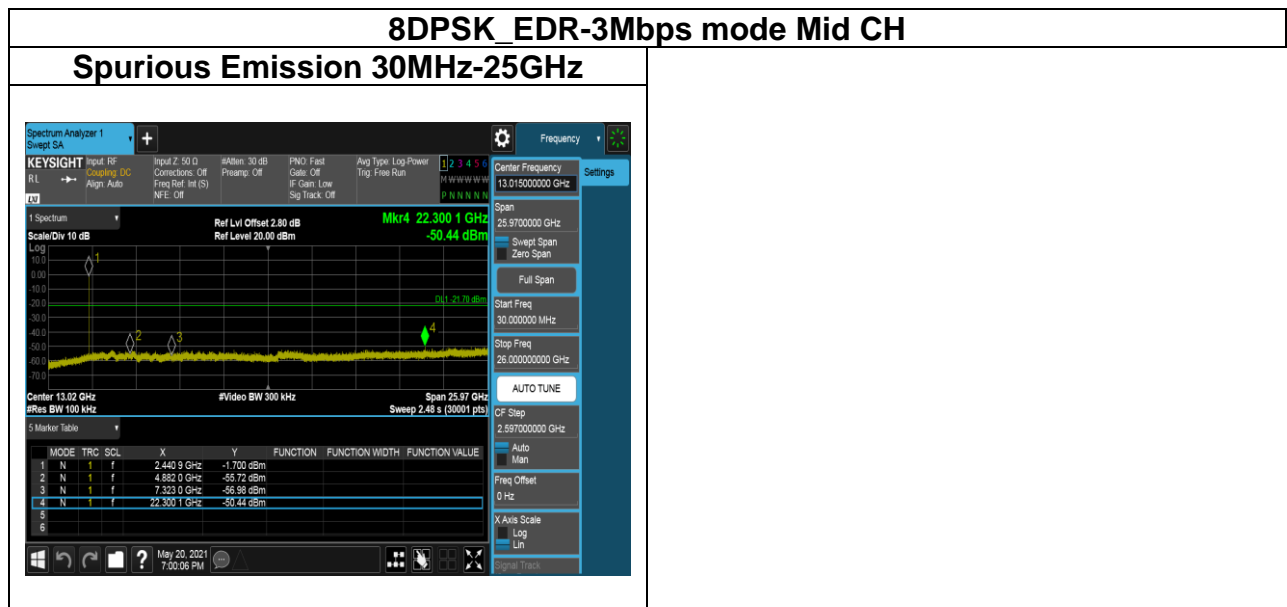 8DPSK_EDR-3Mbps mode Mid CH
Spurious Emission 30MHz-25GHz
Spectrum Analyzer 1
Swept SA
+
Frequency
KEYSIGHT
RL
LXI
Input: RF
Coupling: DC
Align: Auto
Input Z: 50 Ω
Corrections: Off
Freq Ref: Int (S)
NFE: Off
#Atten: 30 dB
Preamp: Off
PNO: Fast
Gate: Off
IF Gain: Low
Sig Track: Off
Avg Type: Log-Power
Trig: Free Run
1 2 3 4 5 6
M W W W W W
P N N N N N
Center Frequency
13.015000000 GHz
Settings
1 Spectrum
Scale/Div 10 dB
Log
Ref Lvl Offset 2.80 dB
Ref Level 20.00 dBm
Mkr4 22.300 1 GHz
-50.44 dBm
10.0
0.00
-10.0
-20.0
-30.0
-40.0
-50.0
-60.0
-70.0
1
2
3
4
DL1 -21.70 dBm
Span
25.9700000 GHz
Swept Span
Zero Span
Full Span
Start Freq
30.000000 MHz
Stop Freq
26.000000000 GHz
AUTO TUNE
Center 13.02 GHz
#Res BW 100 kHz
#Video BW 300 kHz
Span 25.97 GHz
Sweep 2.48 s (30001 pts)
CF Step
2.597000000 GHz
Auto
Man
Freq Offset
0 Hz
X Axis Scale
Log
Lin
Signal Track
5 Marker Table
MODE TRC SCL X Y FUNCTION FUNCTION WIDTH FUNCTION VALUE
1 N 1 f 2.440 9 GHz -1.700 dBm
2 N 1 f 4.882 0 GHz -55.72 dBm
3 N 1 f 7.323 0 GHz -56.98 dBm
4 N 1 f 22.300 1 GHz -50.44 dBm
5
6
?
May 20, 2021
7:00:06 PM